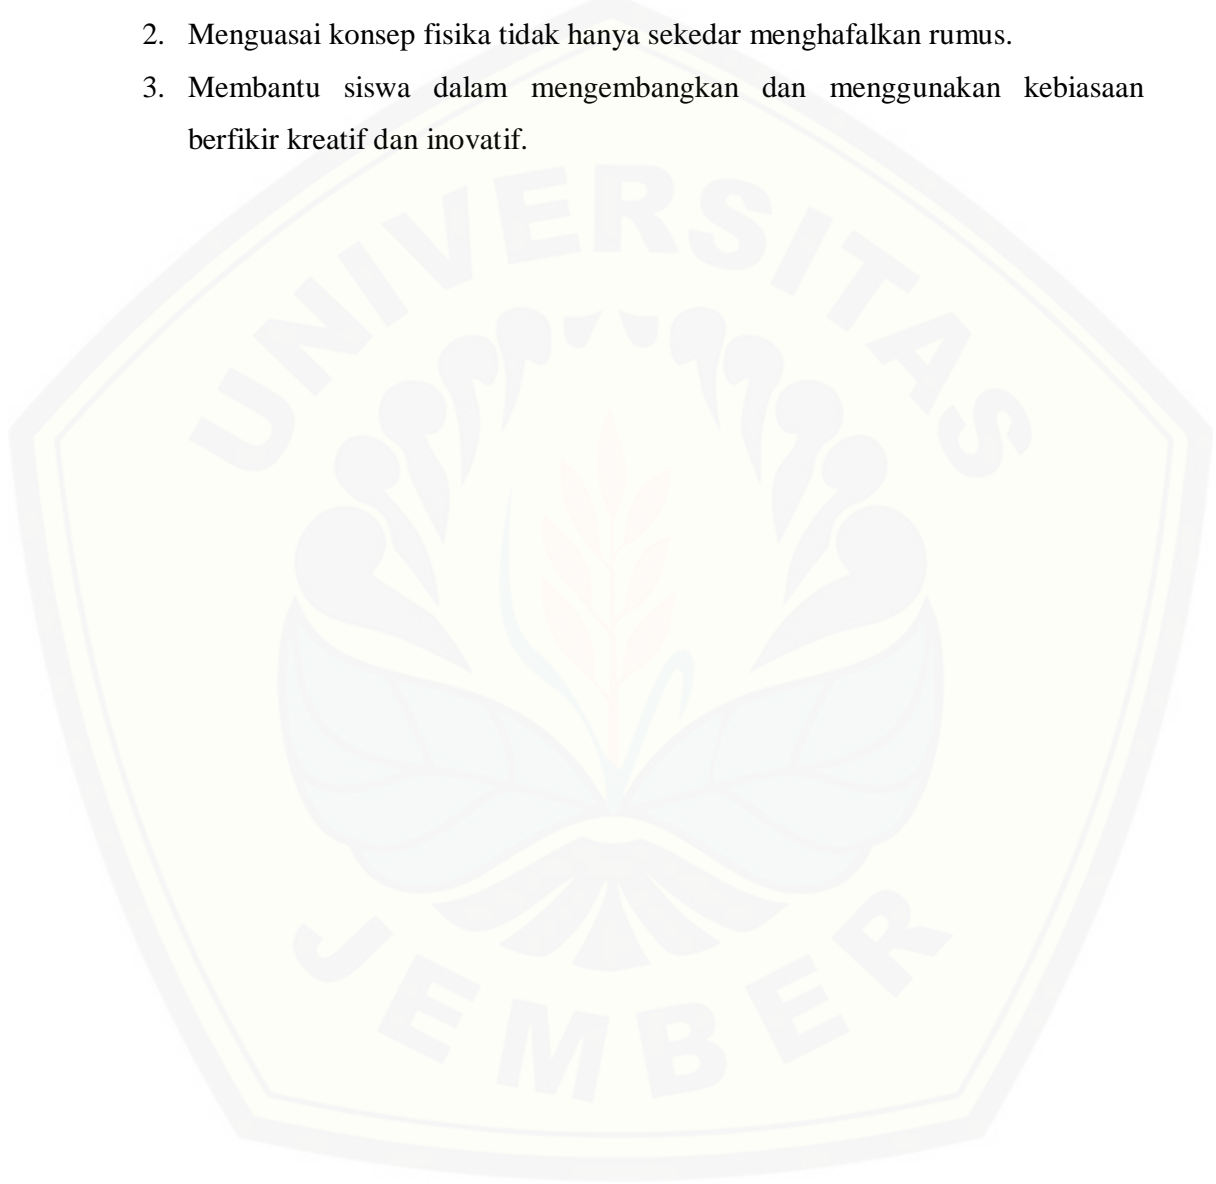 2. Menguasai konsep fisika tidak hanya sekedar menghafalkan rumus.
3. Membantu siswa dalam mengembangkan dan menggunakan kebiasaan
berfikir kreatif dan inovatif.
UNIVERSITAS
JEMBER